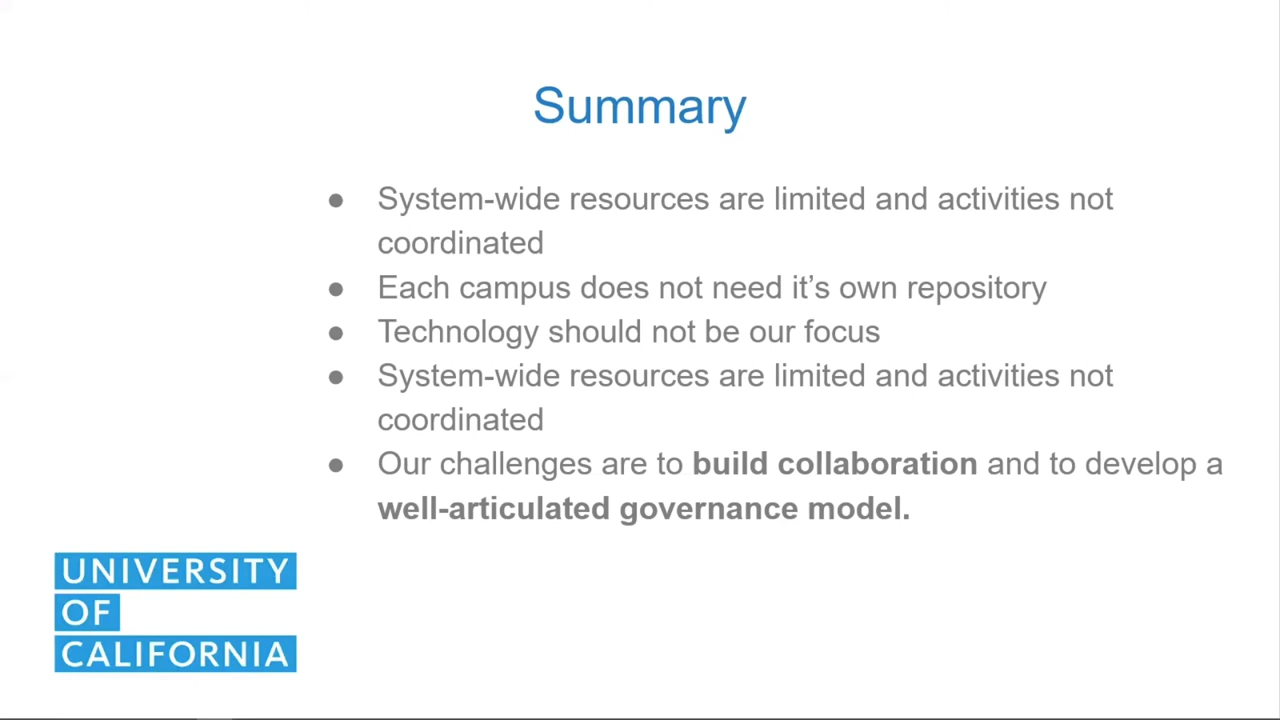 Summary
● System-wide resources are limited and activities not
coordinated
● Each campus does not need it’s own repository
● Technology should not be our focus
● System-wide resources are limited and activities not
coordinated
● Our challenges are to build collaboration and to develop a
well-articulated governance model.
UNIVERSITY
OF
CALIFORNIA